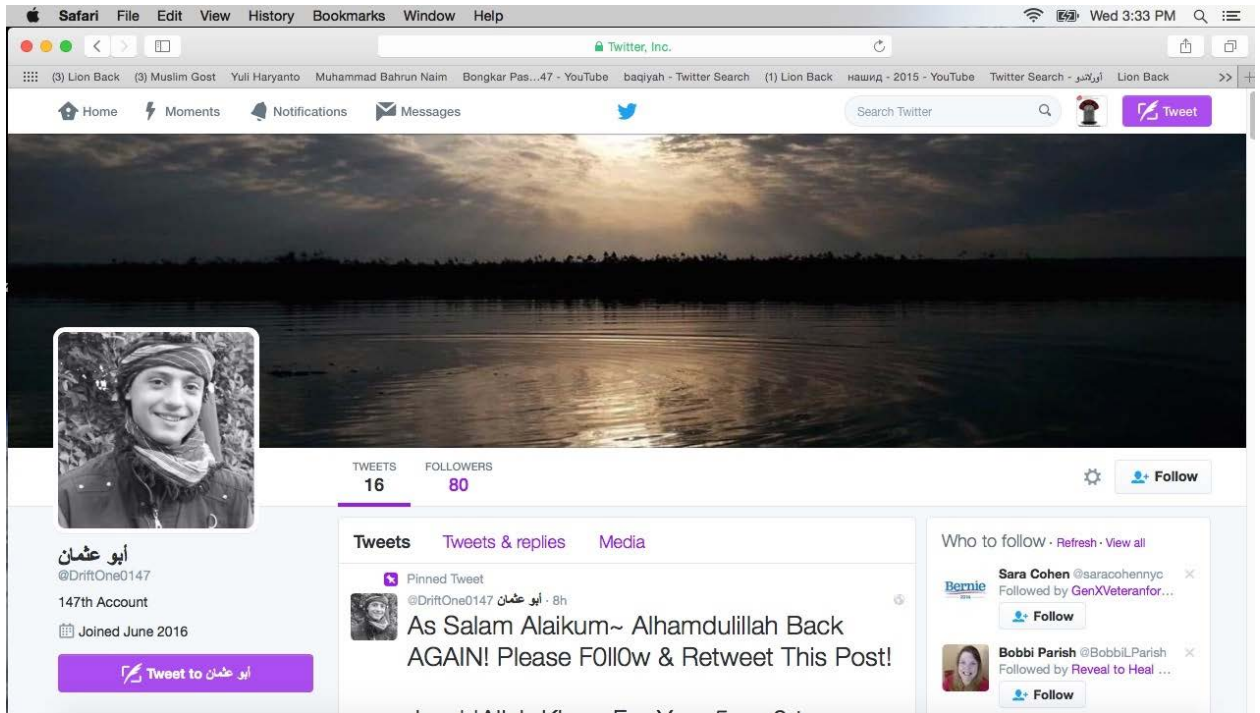 Safari File Edit View History Bookmarks Window Help Wed 3:33 PM
Twitter, Inc.
(3) Lion Back (3) Muslim Gost Yuli Haryanto Muhammad Bahrun Naim Bongkar Pas...47 - YouTube baqiyah - Twitter Search (1) Lion Back нашид - 2015 - YouTube Twitter Search - أورلاندو Lion Back >>
Home Moments Notifications Messages Search Twitter Tweet
TWEETS FOLLOWERS
16 80
Follow
أبو عثمان
@DriftOne0147
147th Account
Joined June 2016
Tweet to أبو عثمان
Tweets Tweets & replies Media
Pinned Tweet
@DriftOne0147 أبو عثمان · 8h
As Salam Alaikum~ Alhamdulillah Back
AGAIN! Please F0ll0w & Retweet This Post!
Who to follow · Refresh · View all
Bernie
Sara Cohen @saracohennyc
Followed by GenXVeteranfor...
Follow
Bobbi Parish @BobbiLParish
Followed by Reveal to Heal ...
Follow